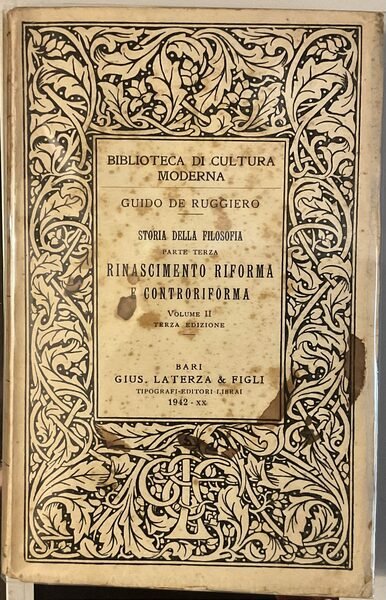 BIBLIOTECA DI CULTURA
MODERNA
GUIDO DE RUGGIERO
STORIA DELLA FILOSOFIA
PARTE TERZA
RINASCIMENTO RIFORMA
E CONTRORIFORMA
VOLUME II
TERZA EDIZIONE
BARI
GIUS. LATERZA & FIGLI
TIPOGRAFI-EDITORI-LIBRAI
1942 - XX